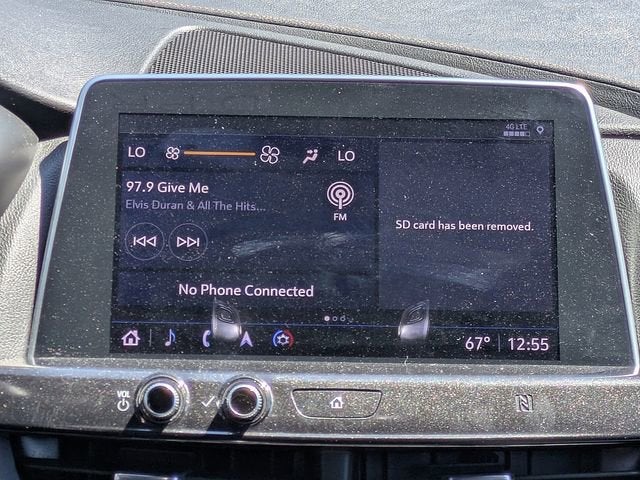 4G LTE
LO LO
97.9 Give Me
Elvis Duran & All The Hits...
FM
SD card has been removed.
No Phone Connected
67° 12:55
VOL